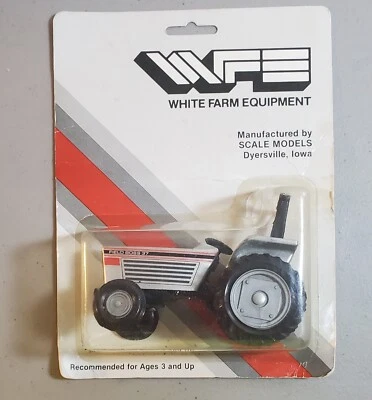 WFE
WHITE FARM EQUIPMENT
Manufactured by
SCALE MODELS
Dyersville, Iowa
FIELD BOSS 37
Recommended for Ages 3 and Up